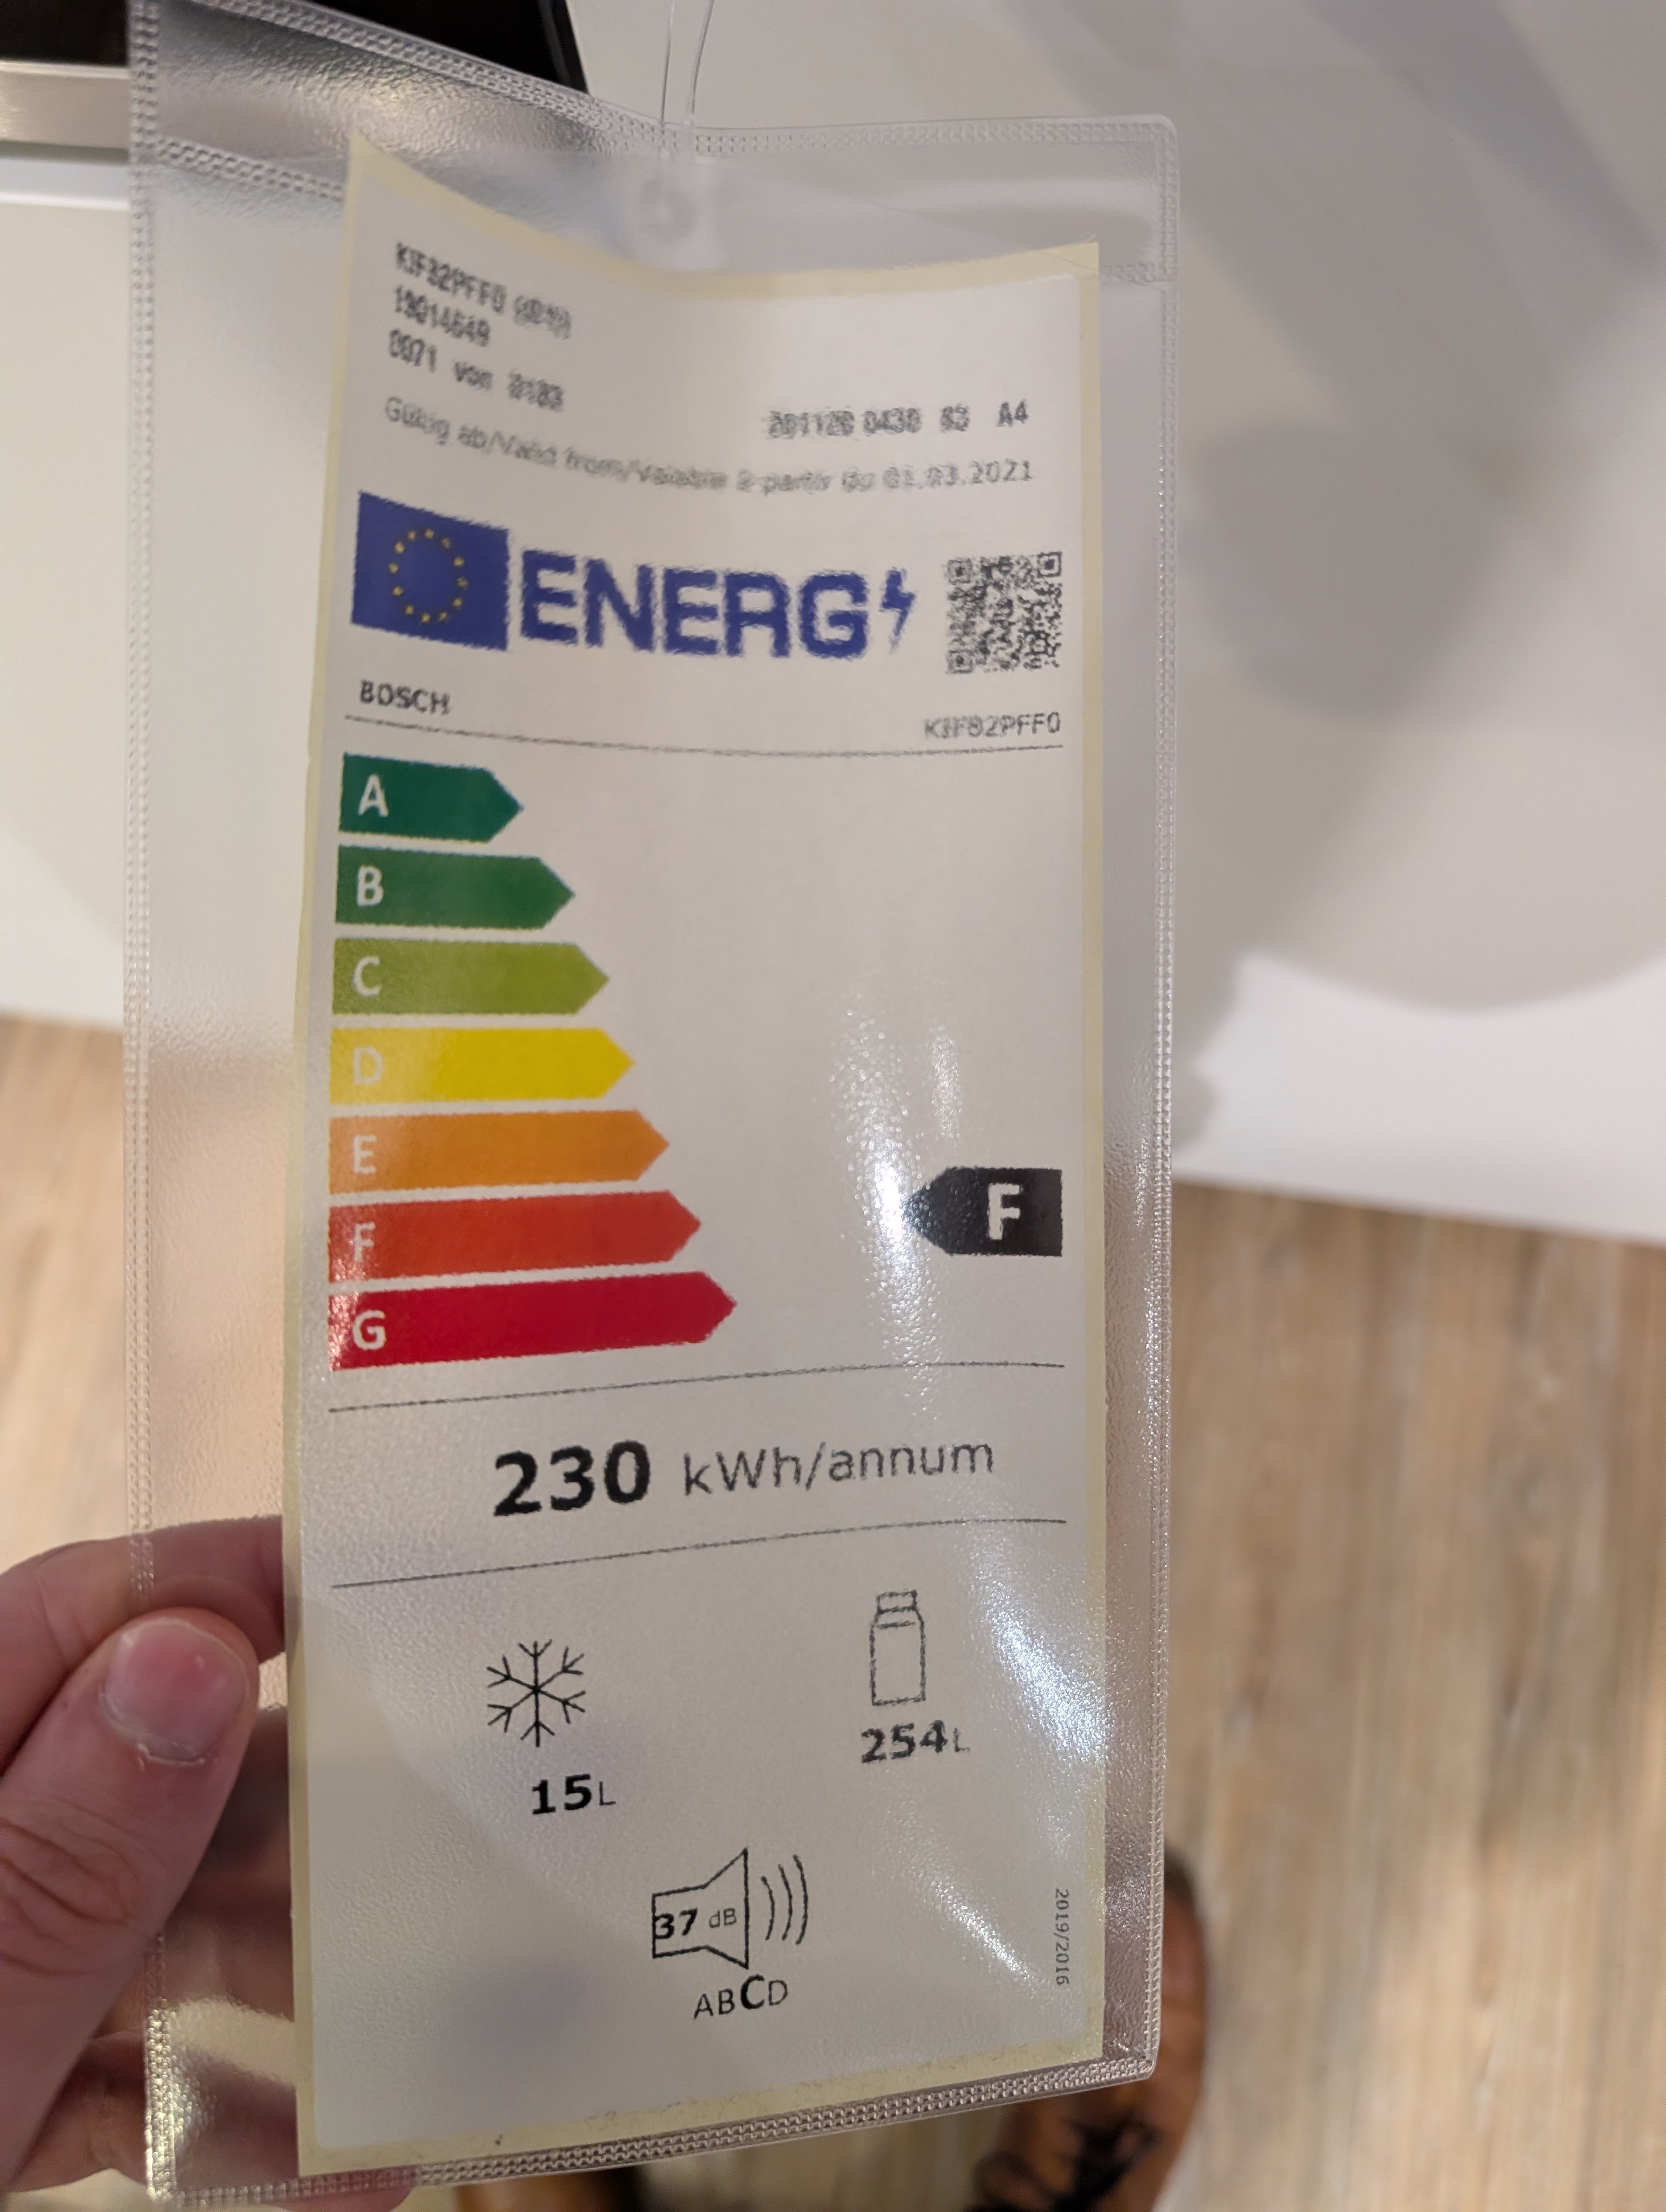 KIF82PFF0
von
A4
Gültig ab/Valid from/Valable à partir du 01.03.2021
ENERG
BOSCH
KIF82PFF0
A
B
C
D
E
F
F
G
230 kWh/annum
15L
254L
37 dB
ABCD
2019/2016